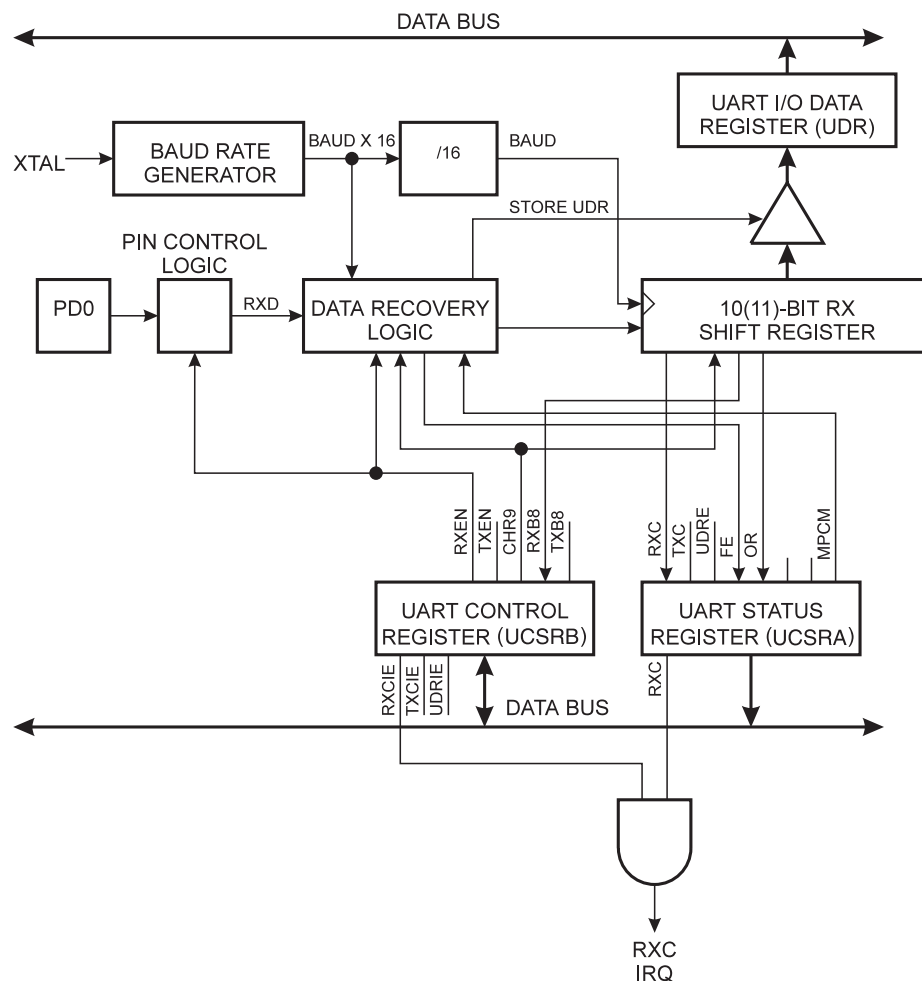 DATA BUS
UART I/O DATA
REGISTER (UDR)
XTAL
BAUD RATE
GENERATOR
BAUD X 16
/16
BAUD
STORE UDR
PIN CONTROL
LOGIC
PD0
RXD
DATA RECOVERY
LOGIC
10(11)-BIT RX
SHIFT REGISTER
RXEN
TXEN
CHR9
RXB8
TXB8
RXC
TXC
UDRE
FE
OR
MPCM
UART CONTROL
REGISTER (UCSRB)
UART STATUS
REGISTER (UCSRA)
RXCIE
TXCIE
UDRIE
RXC
DATA BUS
RXC
IRQ